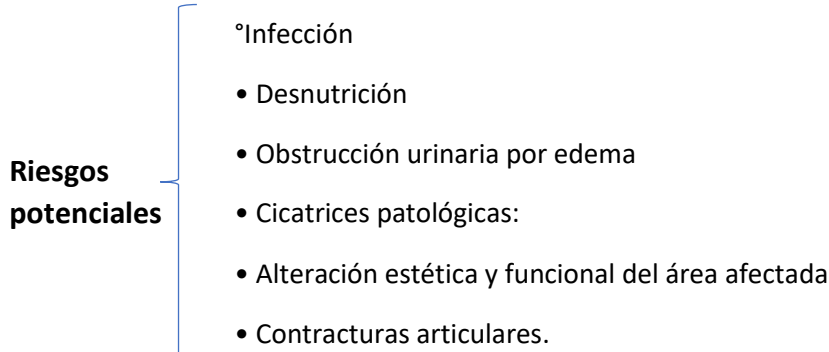 Riesgos
potenciales
°Infección
• Desnutrición
• Obstrucción urinaria por edema
• Cicatrices patológicas:
• Alteración estética y funcional del área afectada
• Contracturas articulares.